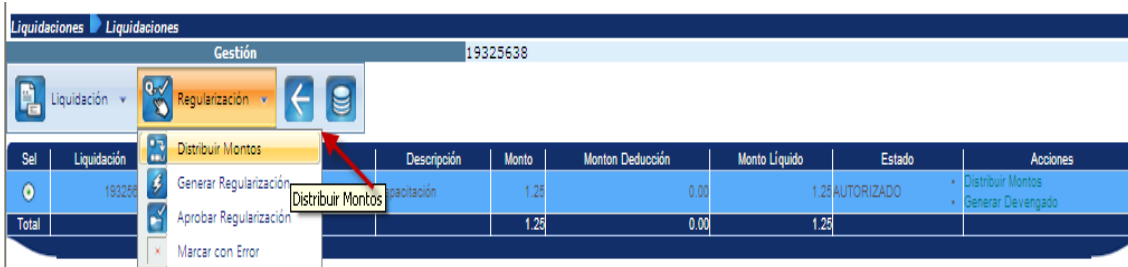 Liquidaciones Liquidaciones
Gestión 19325638
Liquidación Regularización
Distribuir Montos
Sel Liquidación Descripción Monto Monton Deducción Monto Líquido Estado Acciones
Generar Regularización
Distribuir Montos
193256 pacitación 1.25 0.00 1.25 AUTORIZADO Distribuir Montos
Generar Devengado
Aprobar Regularización
Total 1.25 0.00 1.25
Marcar con Error